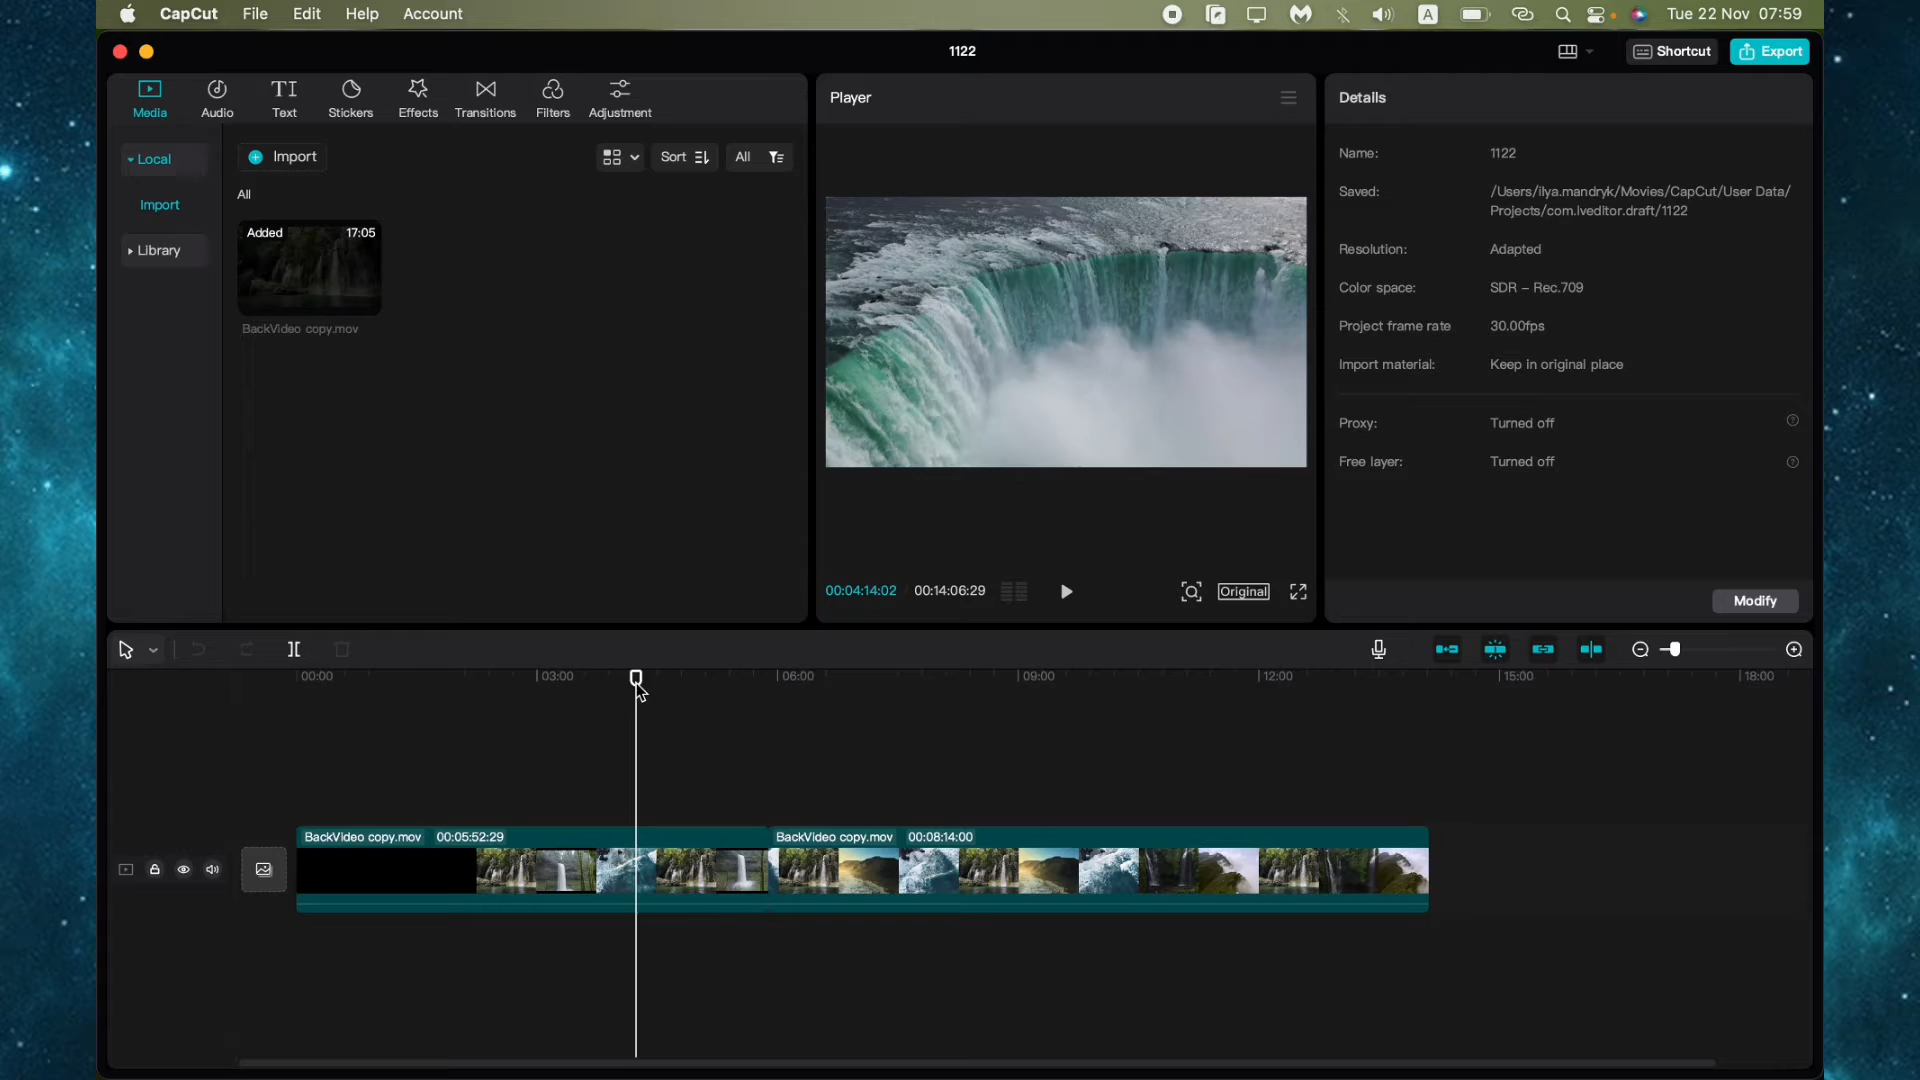 CapCut File Edit Help Account
A
Tue 22 Nov 07:59
1122
Shortcut
Export
Media
Audio
TI
Text
Stickers
Effects
Transitions
Filters
Adjustment
Local
Import
Library
Import
Sort
All
All
Added 17:05
BackVideo copy.mov
Player
00:04:14:02 00:14:06:29
Original
Details
Name: 1122
Saved: /Users/ilya.mandryk/Movies/CapCut/User Data/
Projects/com.lveditor.draft/1122
Resolution: Adapted
Color space: SDR – Rec.709
Project frame rate 30.00fps
Import material: Keep in original place
Proxy: Turned off
Free layer: Turned off
Modify
00:00 03:00 06:00 09:00 12:00 15:00 18:00
BackVideo copy.mov 00:05:52:29 BackVideo copy.mov 00:08:14:00